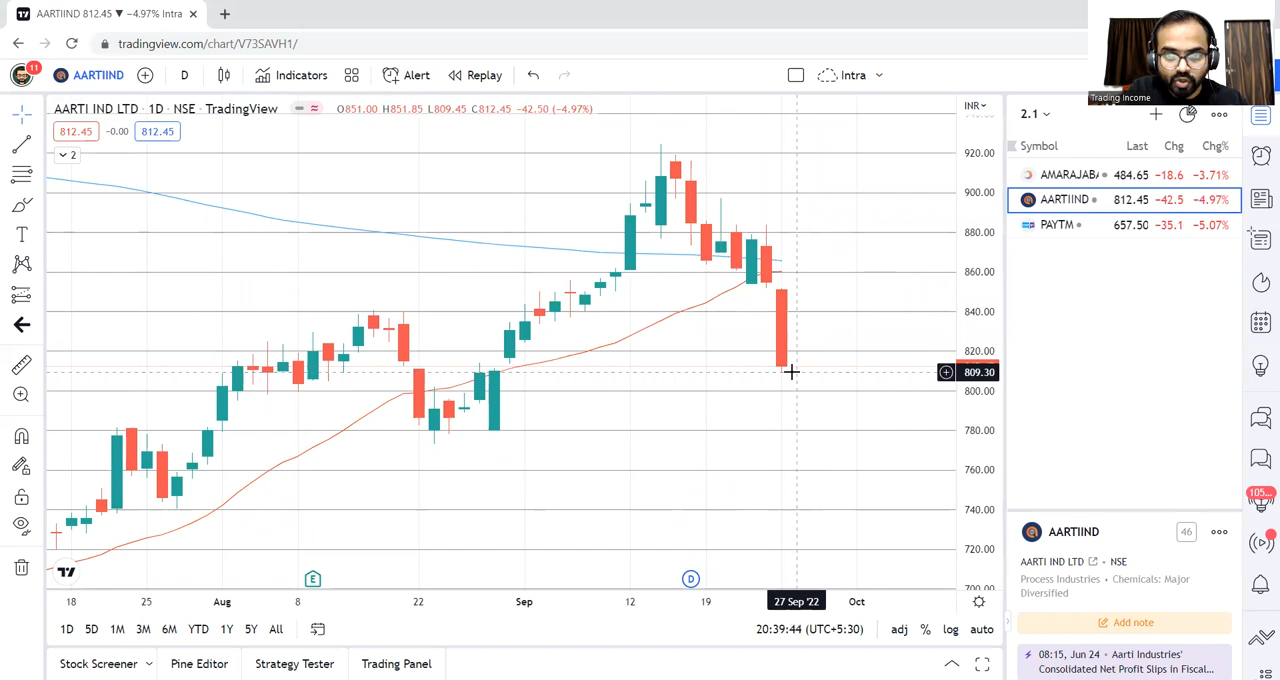 AARTIIND 812.45 ▼ −4.97% Intra
tradingview.com/chart/V73SAVH1/
Trading Income
11
AARTIIND
D
Indicators
Alert
Replay
Intra
AARTI IND LTD · 1D · NSE · TradingView
O851.00 H851.85 L809.45 C812.45 −42.50 (−4.97%)
812.45 -0.00 812.45
2
INR
920.00
900.00
880.00
860.00
840.00
820.00
809.30
800.00
780.00
760.00
740.00
720.00
700.00
E
D
18 25 Aug 8 22 Sep 12 19 27 Sep '22 Oct
1D 5D 1M 3M 6M YTD 1Y 5Y All
20:39:44 (UTC+5:30) adj % log auto
Stock Screener Pine Editor Strategy Tester Trading Panel
2.1
Symbol Last Chg Chg%
AMARAJABA 484.65 −18.6 −3.71%
AARTIIND 812.45 −42.5 −4.97%
PAYTM 657.50 −35.1 −5.07%
105...
AARTIIND
46
AARTI IND LTD · NSE
Process Industries · Chemicals: Major
Diversified
Add note
08:15, Jun 24 · Aarti Industries'
Consolidated Net Profit Slips in Fiscal...